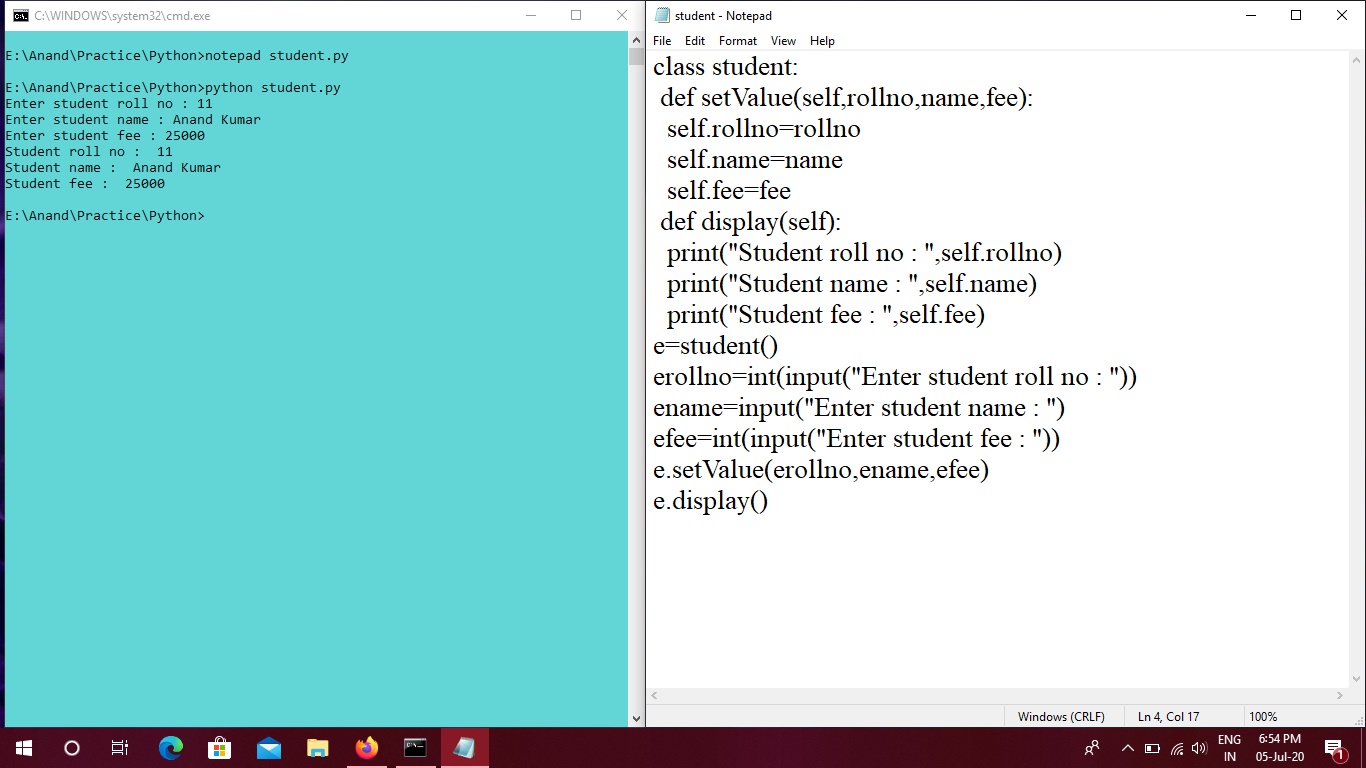 C:\WINDOWS\system32\cmd.exe
E:\Anand\Practice\Python>notepad student.py
E:\Anand\Practice\Python>python student.py
Enter student roll no : 11
Enter student name : Anand Kumar
Enter student fee : 25000
Student roll no :  11
Student name :  Anand Kumar
Student fee :  25000
E:\Anand\Practice\Python>
student - Notepad
File Edit Format View Help
class student:
 def setValue(self,rollno,name,fee):
  self.rollno=rollno
  self.name=name
  self.fee=fee
 def display(self):
  print("Student roll no : ",self.rollno)
  print("Student name : ",self.name)
  print("Student fee : ",self.fee)
e=student()
erollno=int(input("Enter student roll no : "))
ename=input("Enter student name : ")
efee=int(input("Enter student fee : "))
e.setValue(erollno,ename,efee)
e.display()
Windows (CRLF) Ln 4, Col 17 100%
ENG 6:54 PM
IN 05-Jul-20 1